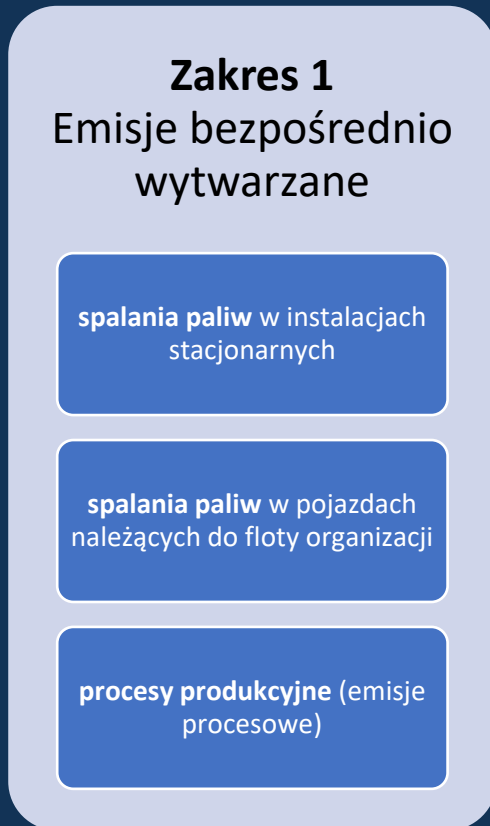 Zakres 1
Emisje bezpośrednio
wytwarzane
spalania paliw w instalacjach
stacjonarnych
spalania paliw w pojazdach
należących do floty organizacji
procesy produkcyjne (emisje
procesowe)